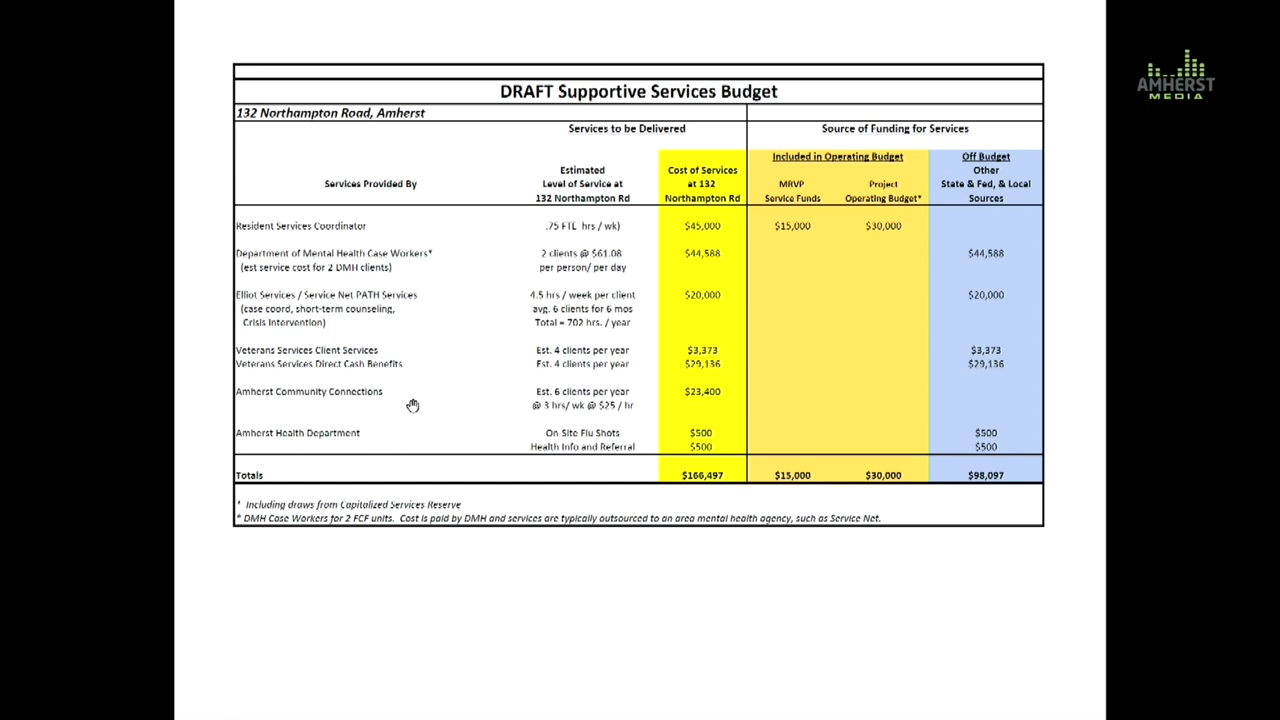 AMHERST
MEDIA
DRAFT Supportive Services Budget
132 Northampton Road, Amherst
Services to be Delivered Source of Funding for Services
Included in Operating Budget Off Budget
Estimated Cost of Services Other
Services Provided By Level of Service at at 132 MRVP Project State & Fed, & Local
132 Northampton Rd Northampton Rd Service Funds Operating Budget* Sources
Resident Services Coordinator .75 FTE hrs / wk) $45,000 $15,000 $30,000
Department of Mental Health Case Workers* 2 clients @ $61.08 $44,588 $44,588
(est service cost for 2 DMH clients) per person/ per day
Elliot Services / Service Net PATH Services 4.5 hrs / week per client $20,000 $20,000
(case coord, short-term counseling, avg. 6 clients for 6 mos
Crisis Intervention) Total = 702 hrs. / year
Veterans Services Client Services Est. 4 clients per year $3,373 $3,373
Veterans Services Direct Cash Benefits Est. 4 clients per year $29,136 $29,136
Amherst Community Connections Est. 6 clients per year $23,400
@ 3 hrs/ wk @ $25 / hr
Amherst Health Department On-Site Flu Shots $500 $500
Health Info and Referral $500 $500
Totals $166,497 $15,000 $30,000 $98,097
* Including draws from Capitalized Services Reserve
* DMH Case Workers for 2 FCF units. Cost is paid by DMH and services are typically outsourced to an area mental health agency, such as Service Net.